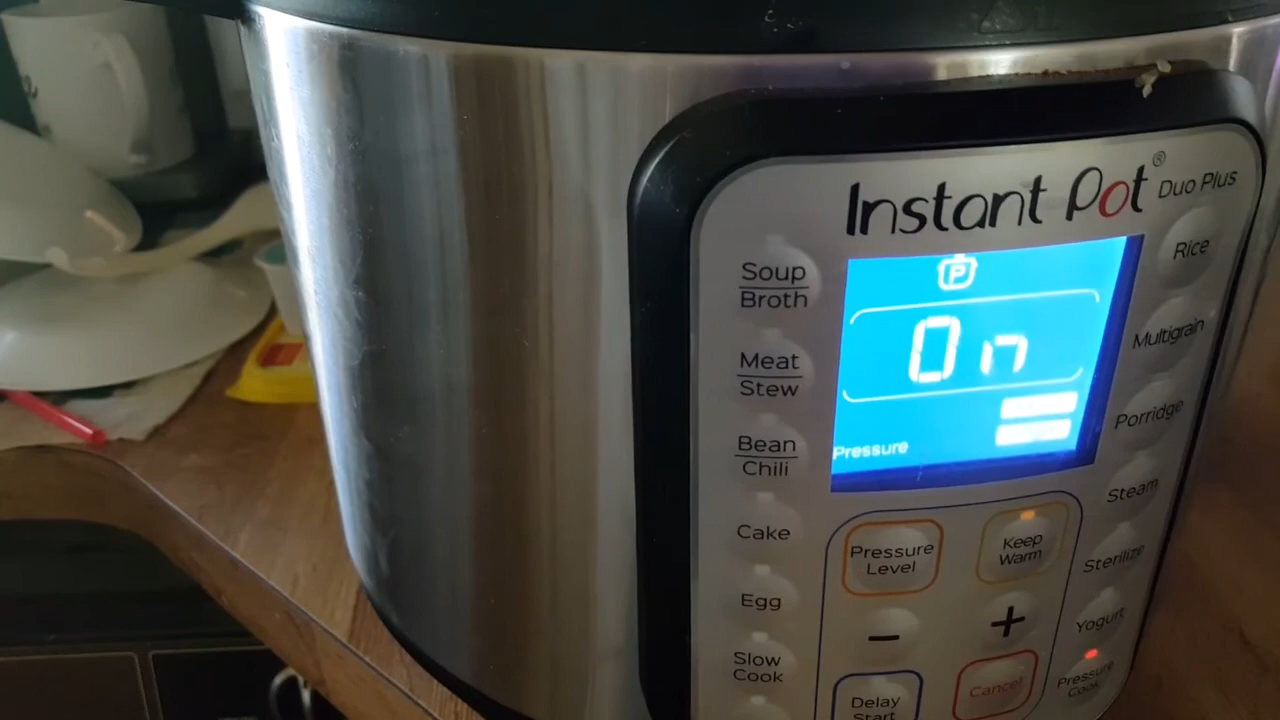 Instant Pot® Duo Plus
Soup
Broth
Meat
Stew
Bean
Chili
Cake
Egg
Slow
Cook
P
On
Pressure
Pressure
Level
Keep
Warm
−
+
Delay
Start
Cancel
Rice
Multigrain
Porridge
Steam
Sterilize
Yogurt
Pressure
Cook